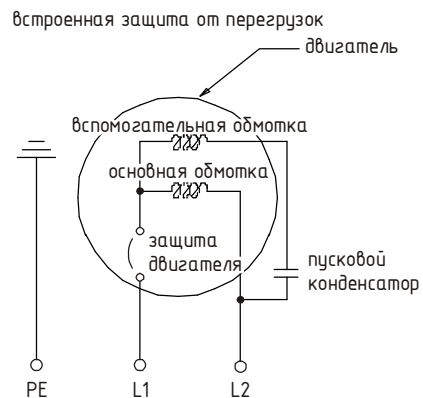 встроенная защита от перегрузок
двигатель
вспомогательная обмотка
основная обмотка
защита
двигателя
пусковой
конденсатор
PE
L1
L2